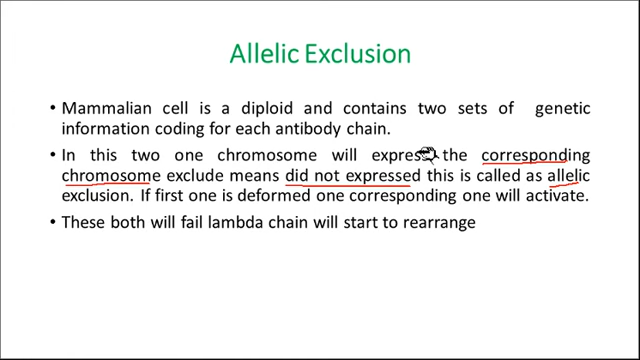 Allelic Exclusion
• Mammalian cell is a diploid and contains two sets of genetic
information coding for each antibody chain.
• In this two one chromosome will express the corresponding
chromosome exclude means did not expressed this is called as allelic
exclusion. If first one is deformed one corresponding one will activate.
• These both will fail lambda chain will start to rearrange